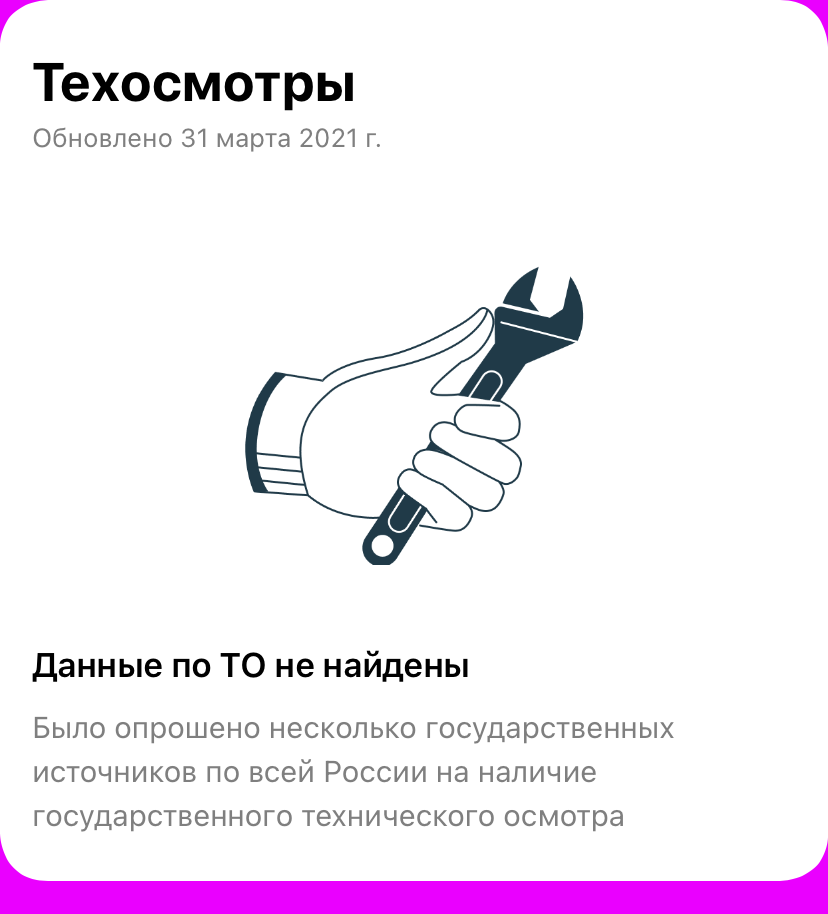 Техосмотры
Обновлено 31 марта 2021 г.
Данные по ТО не найдены
Было опрошено несколько государственных
источников по всей России на наличие
государственного технического осмотра